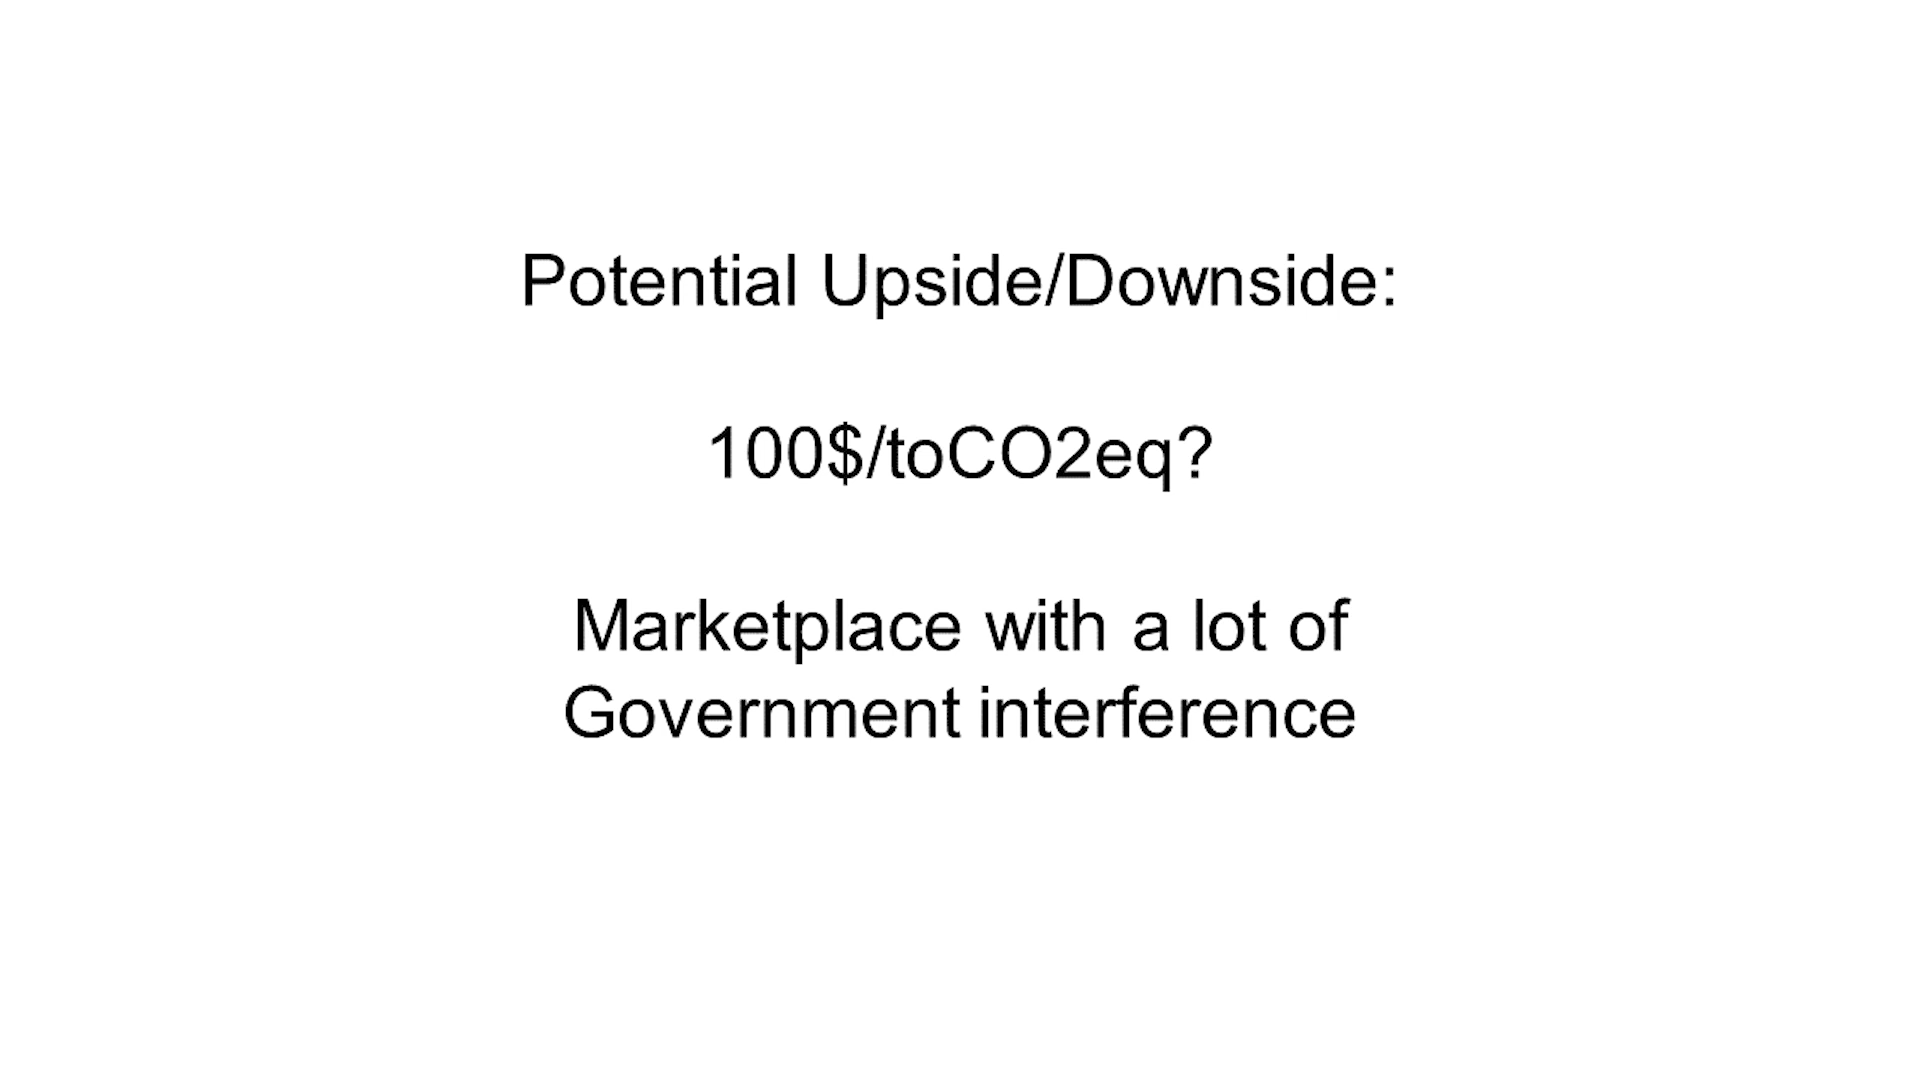 Potential Upside/Downside:
100$/toCO2eq?
Marketplace with a lot of
Government interference